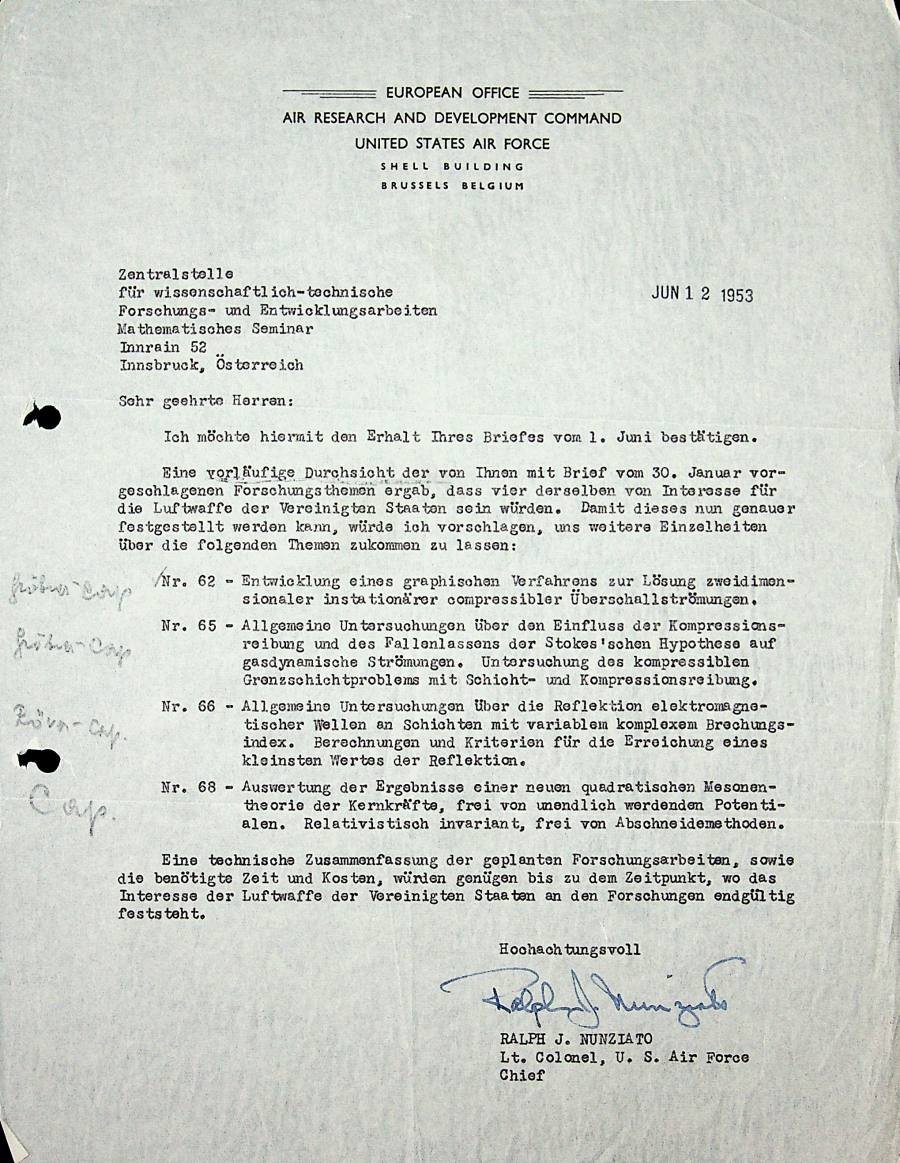 EUROPEAN OFFICE
AIR RESEARCH AND DEVELOPMENT COMMAND
UNITED STATES AIR FORCE
SHELL BUILDING
BRUSSELS BELGIUM
Zentralstelle
für wissenschaftlich-technische
JUN 12 1953
Forschungs- und Entwicklungsarbeiten
Mathematisches Seminar
Innrain 52
Innsbruck, Österreich
Sehr geehrte Herren:
Ich möchte hiermit den Erhalt Ihres Briefes vom 1. Juni bestätigen.
Eine vorläufige Durchsicht der von Ihnen mit Brief vom 30. Januar vor-
geschlagenen Forschungsthemen ergab, dass vier derselben von Interesse für
die Luftwaffe der Vereinigten Staaten sein würden. Damit dieses nun genauer
festgestellt werden kann, würde ich vorschlagen, uns weitere Einzelheiten
über die folgenden Themen zukommen zu lassen:
Gröbner-Cap Nr. 62 - Entwicklung eines graphischen Verfahrens zur Lösung zweidimen-
sionaler instationärer compressibler Überschallströmungen.
Gröbner-Cap Nr. 65 - Allgemeine Untersuchungen über den Einfluss der Kompressions-
reibung und des Fallenlassens der Stokes'schen Hypothese auf
gasdynamische Strömungen. Untersuchung des kompressiblen
Grenzschichtproblems mit Schicht- und Kompressionsreibung.
Nr. 66 - Allgemeine Untersuchungen über die Reflektion elektromagne-
Cap. tischer Wellen an Schichten mit variablem komplexem Brechungs-
index. Berechnungen und Kriterien für die Erreichung eines
kleinsten Wertes der Reflektion.
Cap. Nr. 68 - Auswertung der Ergebnisse einer neuen quadratischen Mesonen-
theorie der Kernkräfte, frei von unendlich werdenden Potenti-
alen. Relativistisch invariant, frei von Abschneidemethoden.
Eine technische Zusammenfassung der geplanten Forschungsarbeiten, sowie
die benötigte Zeit und Kosten, würden genügen bis zu dem Zeitpunkt, wo das
Interesse der Luftwaffe der Vereinigten Staaten an den Forschungen endgültig
feststeht.
Hochachtungsvoll
Ralph J. Nunziato
RALPH J. NUNZIATO
Lt. Colonel, U. S. Air Force
Chief